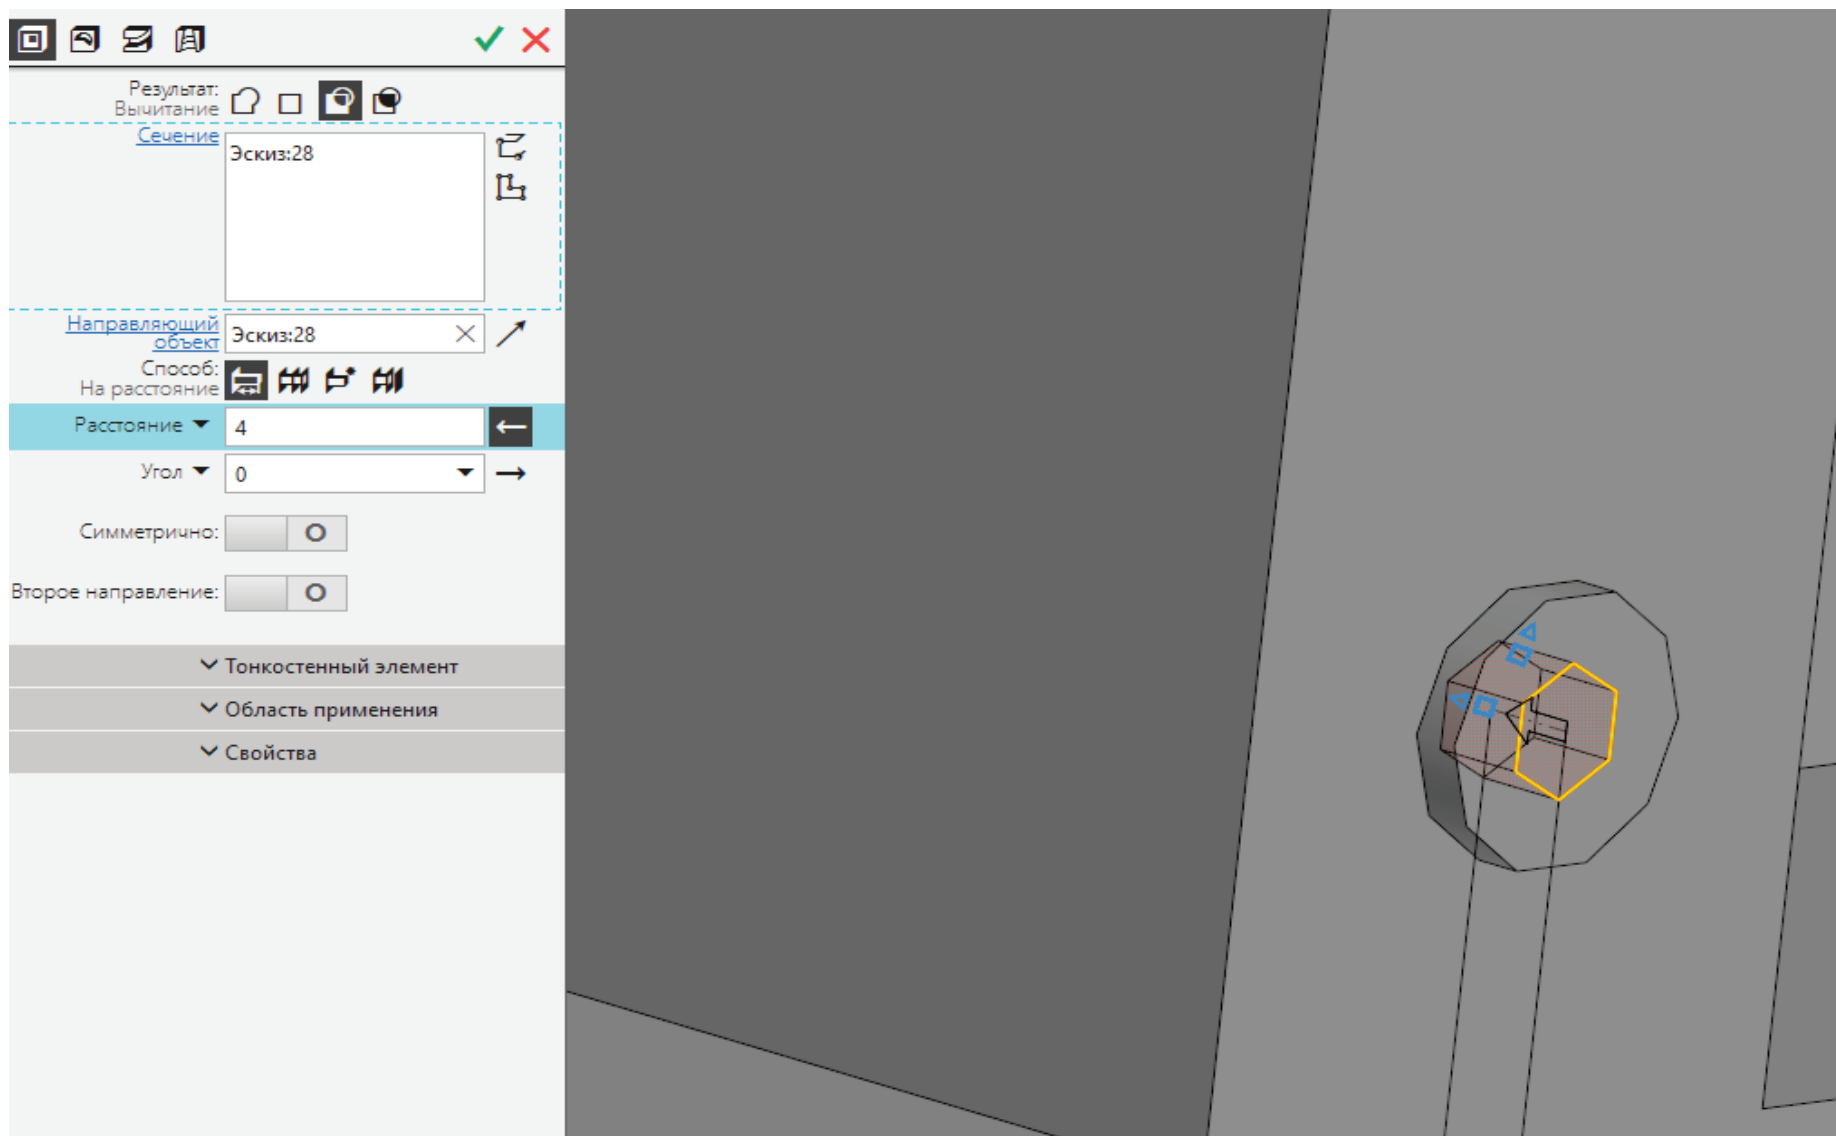 Результат:
Вычитание
Сечение
Эскиз:28
Направляющий
объект
Эскиз:28
Способ:
На расстояние
Расстояние
4
Угол
0
Симметрично:
Второе направление:
Тонкостенный элемент
Область применения
Свойства